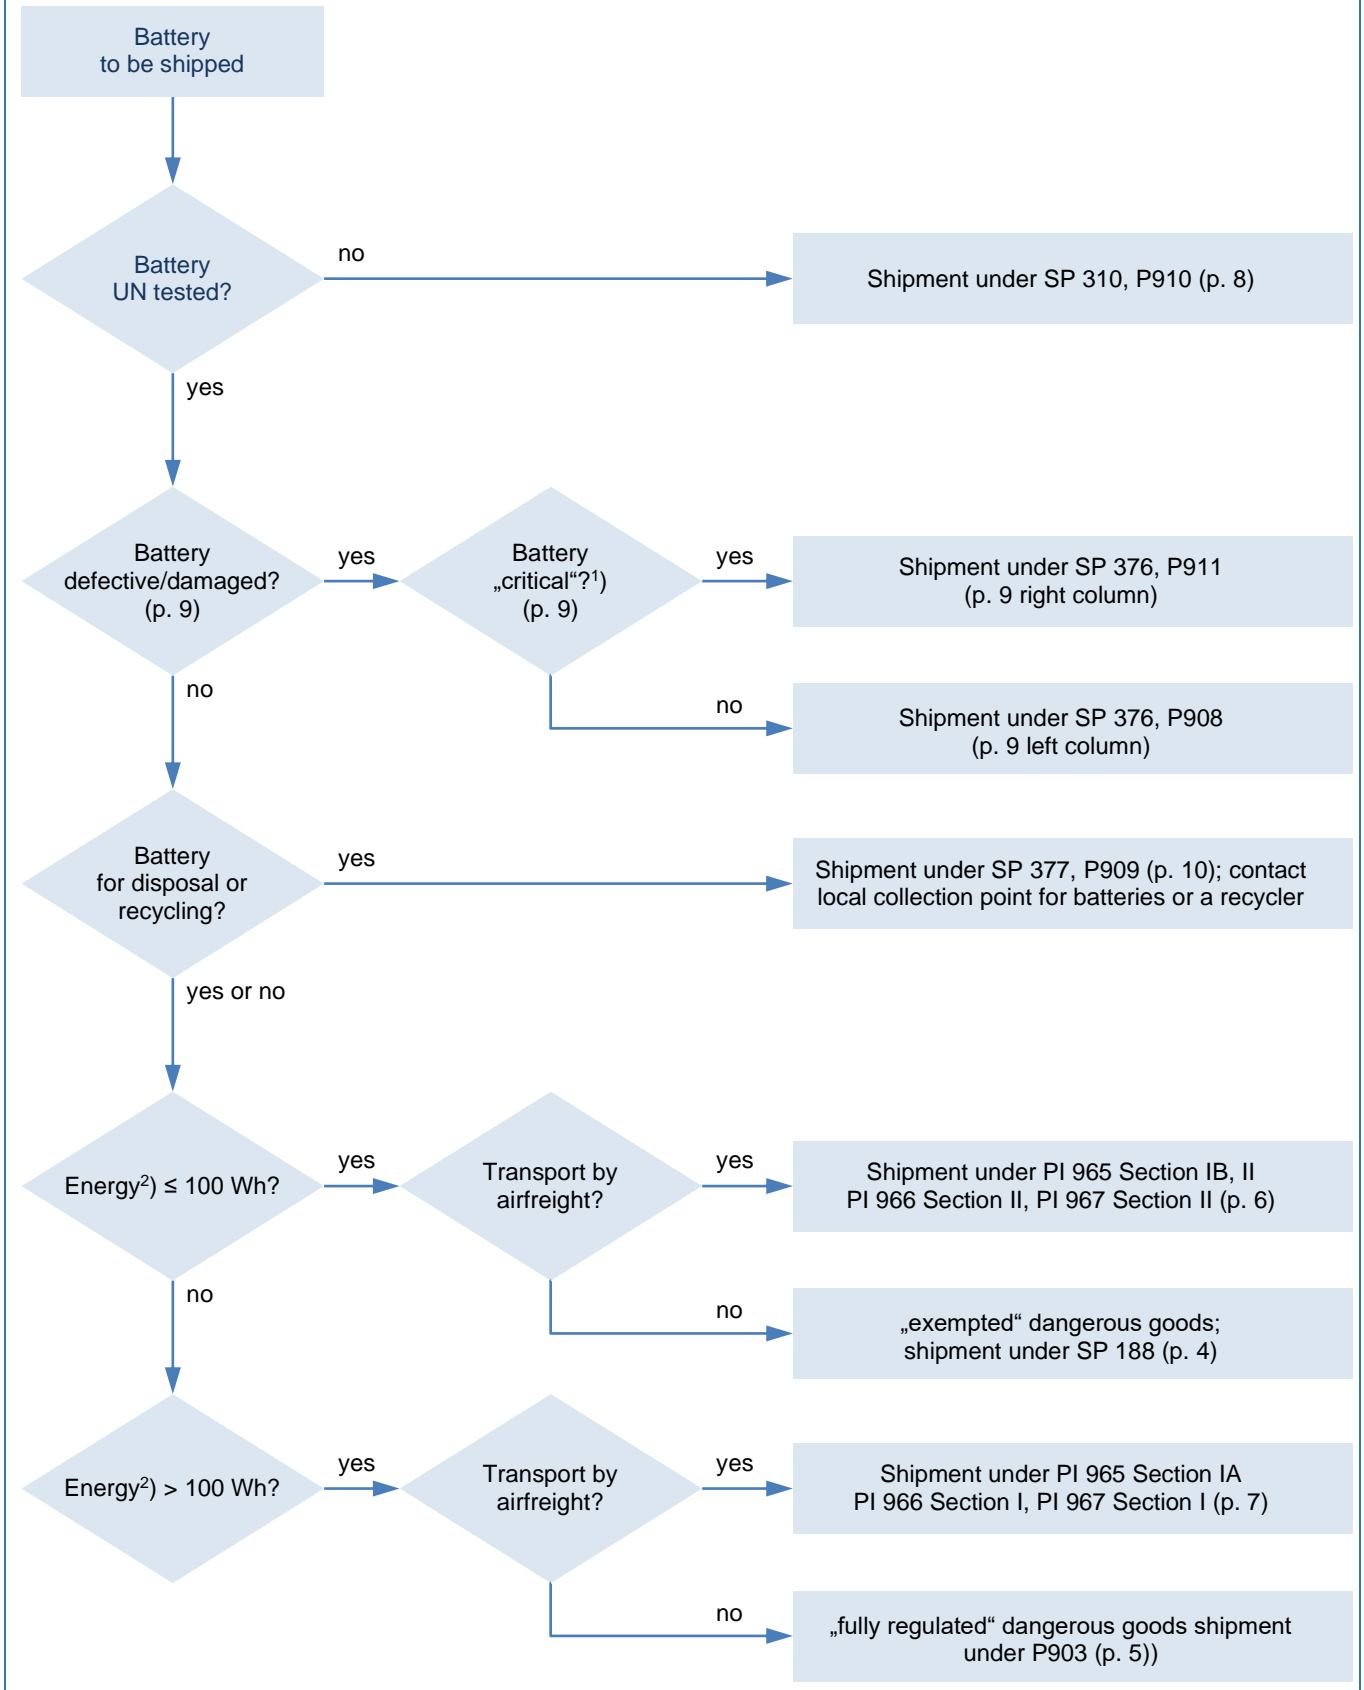 Battery
to be shipped
Battery
UN tested?
no
Shipment under SP 310, P910 (p. 8)
yes
Battery
defective/damaged?
(p. 9)
yes
Battery
„critical“?¹)
(p. 9)
yes
Shipment under SP 376, P911
(p. 9 right column)
no
no
Shipment under SP 376, P908
(p. 9 left column)
Battery
for disposal or
recycling?
yes
Shipment under SP 377, P909 (p. 10); contact
local collection point for batteries or a recycler
yes or no
Energy²) ≤ 100 Wh?
yes
Transport by
airfreight?
yes
Shipment under PI 965 Section IB, II
PI 966 Section II, PI 967 Section II (p. 6)
no
no
„exempted“ dangerous goods;
shipment under SP 188 (p. 4)
Energy²) > 100 Wh?
yes
Transport by
airfreight?
yes
Shipment under PI 965 Section IA
PI 966 Section I, PI 967 Section I (p. 7)
no
„fully regulated“ dangerous goods shipment
under P903 (p. 5))